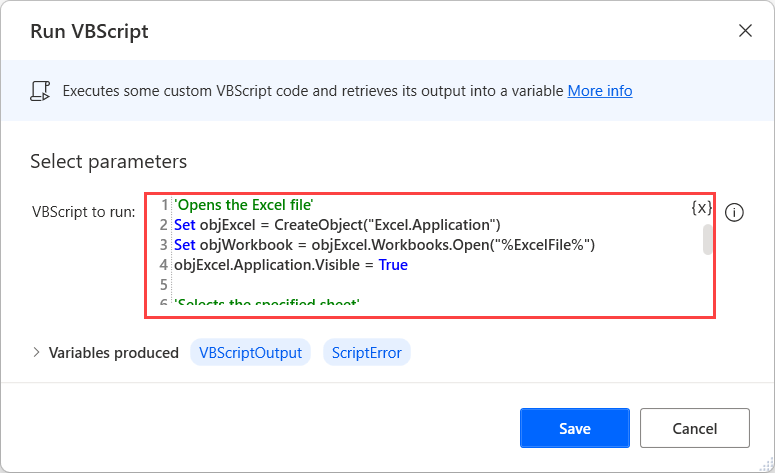 Run VBScript
Executes some custom VBScript code and retrieves its output into a variable More info
Select parameters
VBScript to run:
1 'Opens the Excel file'
2 Set objExcel = CreateObject("Excel.Application")
3 Set objWorkbook = objExcel.Workbooks.Open("%ExcelFile%")
4 objExcel.Application.Visible = True
5
6 'Selects the specified sheet'
{x}
Variables produced VBScriptOutput ScriptError
Save Cancel